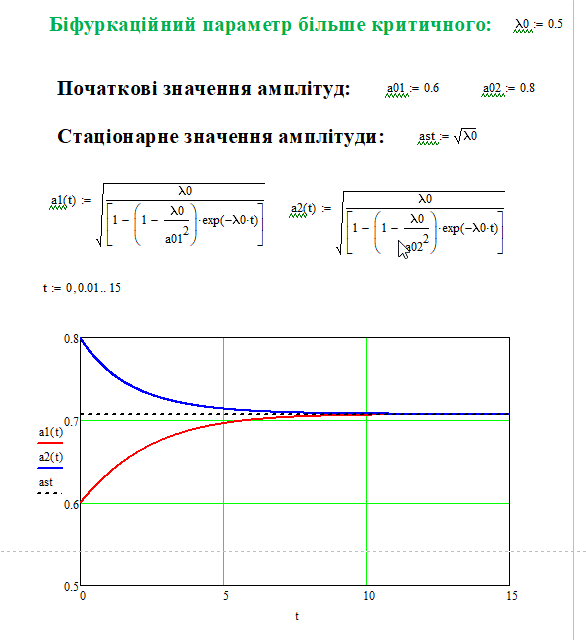 Біфуркаційний параметр більше критичного: λ0 := 0.5
Початкові значення амплітуд: a01 := 0.6 a02 := 0.8
Стаціонарне значення амплітуди: ast := √λ0
a1(t) := √(λ0 / [1 − (1 − λ0 / a01²)·exp(−λ0·t)]) a2(t) := √(λ0 / [1 − (1 − λ0 / a02²)·exp(−λ0·t)])
t := 0, 0.01.. 15
0.8
0.7
a1(t)
a2(t)
ast
0.6
0.5
0 5 10 15
t